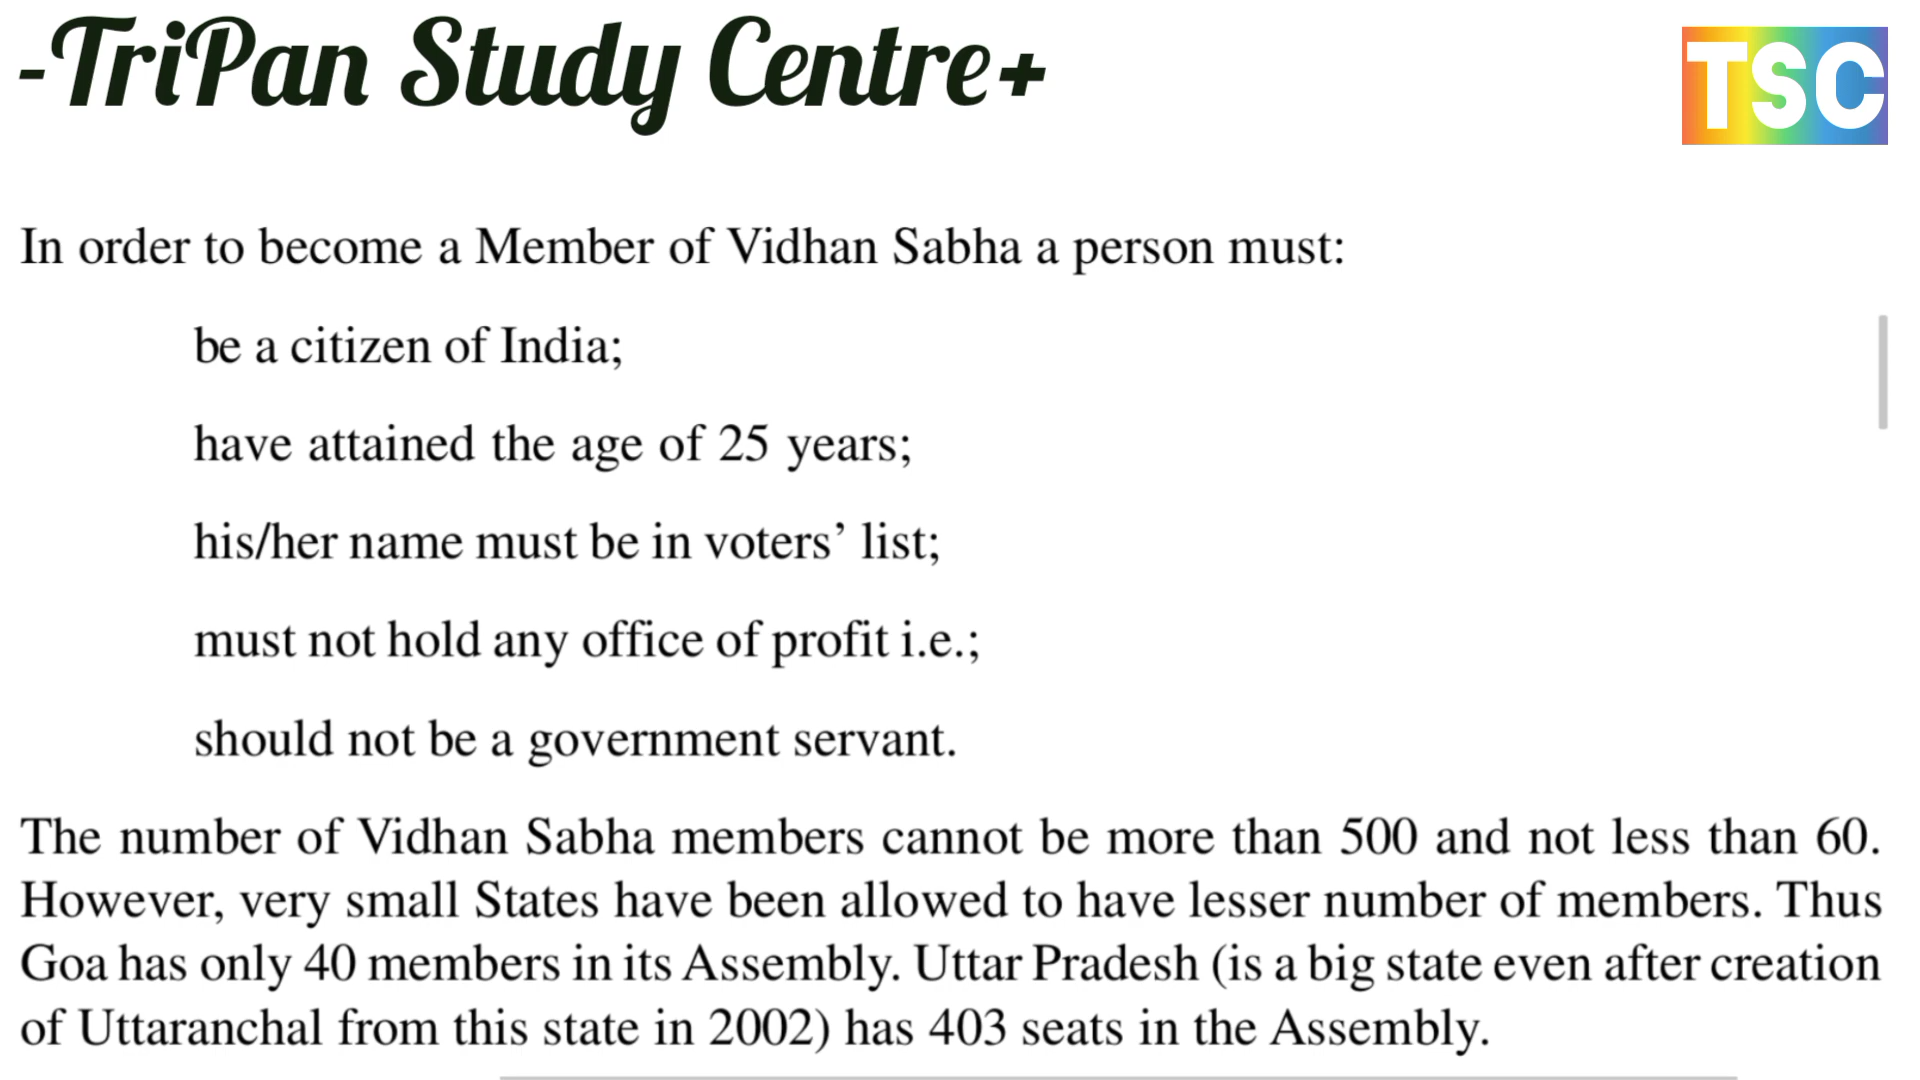 -TriPan Study Centre+
TSC
In order to become a Member of Vidhan Sabha a person must:
be a citizen of India;
have attained the age of 25 years;
his/her name must be in voters’ list;
must not hold any office of profit i.e.;
should not be a government servant.
The number of Vidhan Sabha members cannot be more than 500 and not less than 60.
However, very small States have been allowed to have lesser number of members. Thus
Goa has only 40 members in its Assembly. Uttar Pradesh (is a big state even after creation
of Uttaranchal from this state in 2002) has 403 seats in the Assembly.